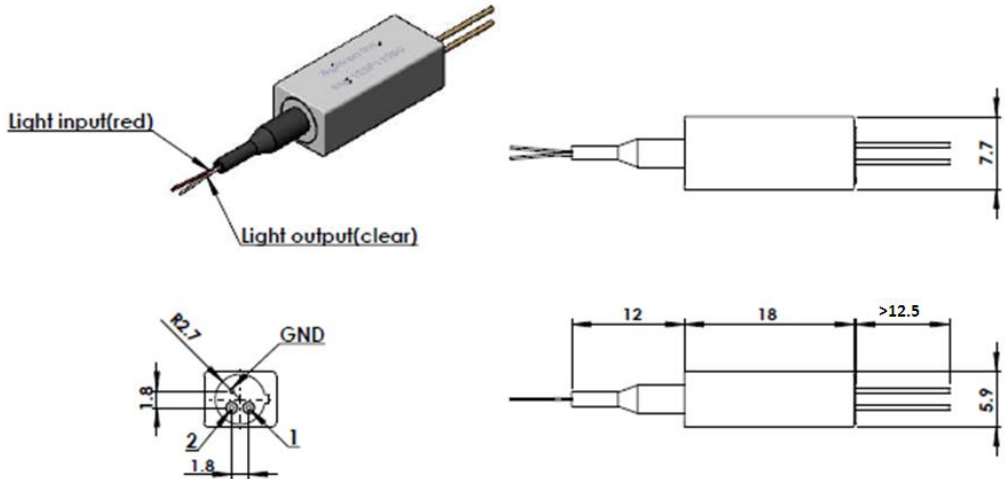 Light input(red)
Light output(clear)
7.7
R2.7
GND
1.8
2
1
1.8
12
18
>12.5
5.9